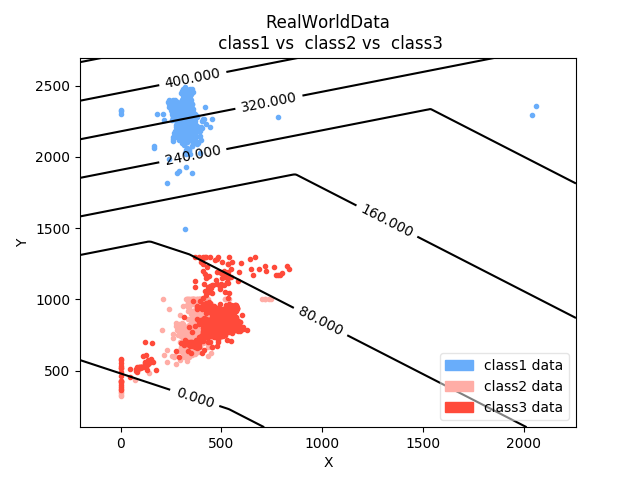 RealWorldData
class1 vs  class2 vs  class3
2500
2000
1500
1000
500
Y
400.000
320.000
240.000
160.000
80.000
0.000
class1 data
class2 data
class3 data
0
500
1000
1500
2000
X